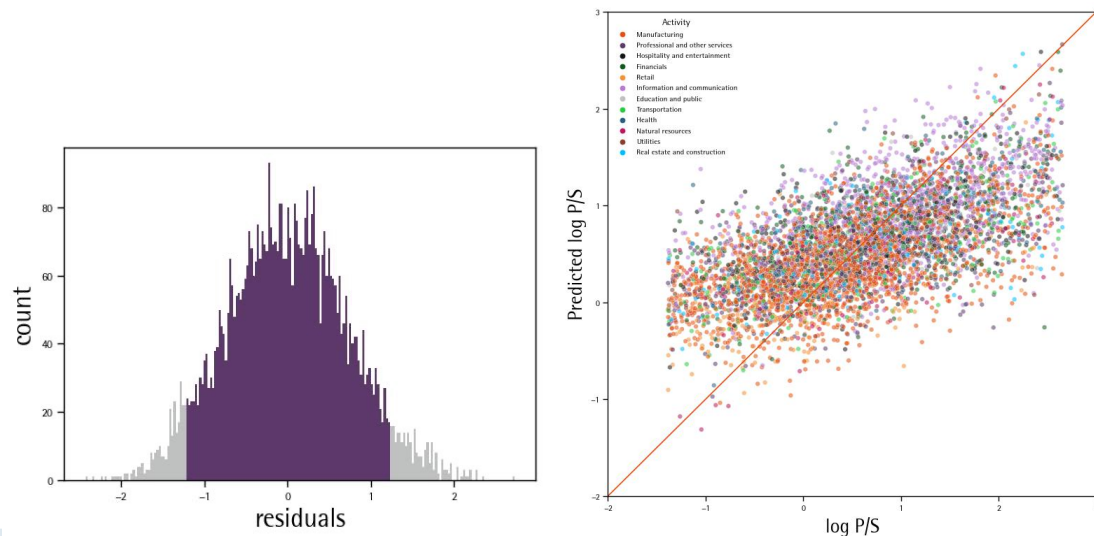 80
60
40
20
0
count
−2
−1
0
1
2
residuals
3
2
1
0
−1
−2
Predicted log P/S
Activity
Manufacturing
Professional and other services
Hospitality and entertainment
Financials
Retail
Information and communication
Education and public
Transportation
Health
Natural resources
Utilities
Real estate and construction
−2
−1
0
1
2
log P/S